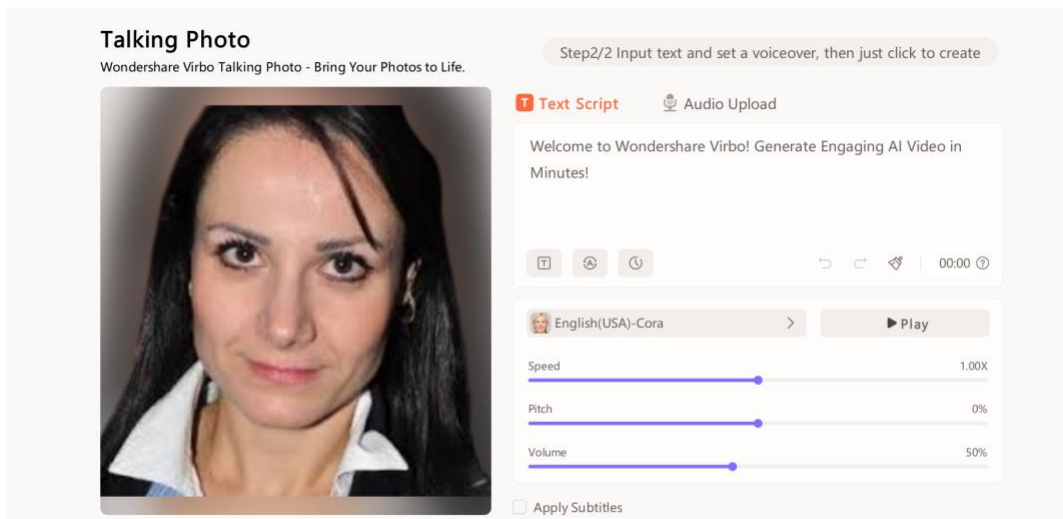 Talking Photo
Wondershare Virbo Talking Photo - Bring Your Photos to Life.
Step2/2 Input text and set a voiceover, then just click to create
T Text Script
Audio Upload
Welcome to Wondershare Virbo! Generate Engaging AI Video in
Minutes!
T
A
00:00 ?
English(USA)-Cora
Play
Speed
1.00X
Pitch
0%
Volume
50%
Apply Subtitles